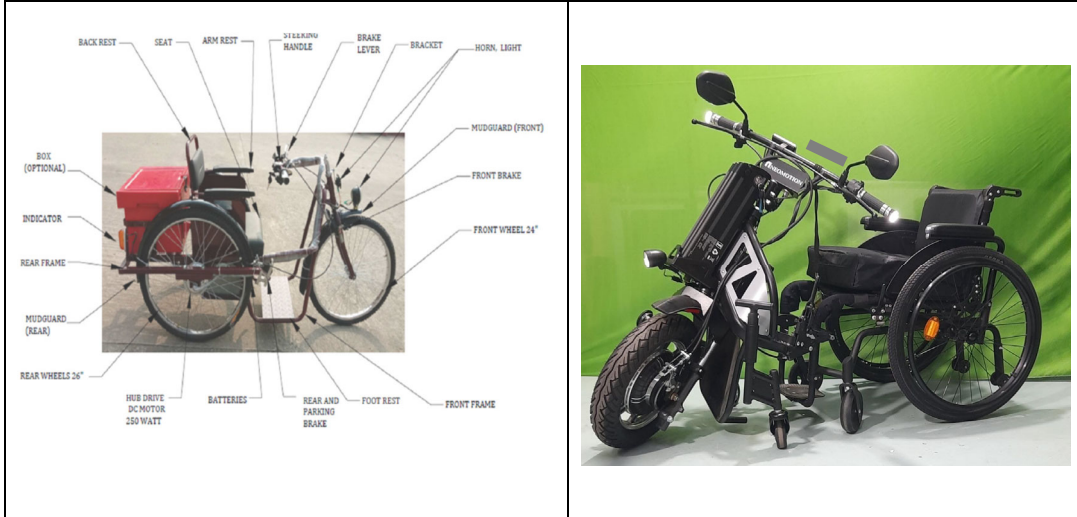 BACK REST
SEAT
ARM REST
STEERING
HANDLE
BRAKE
LEVER
BRACKET
HORN, LIGHT
MUDGUARD (FRONT)
BOX
(OPTIONAL)
FRONT BRAKE
INDICATOR
FRONT WHEEL 24"
REAR FRAME
MUDGUARD
(REAR)
REAR WHEELS 26"
HUB DRIVE
DC MOTOR
250 WATT
BATTERIES
REAR AND
PARKING
BRAKE
FOOT REST
FRONT FRAME
NEOMOTION